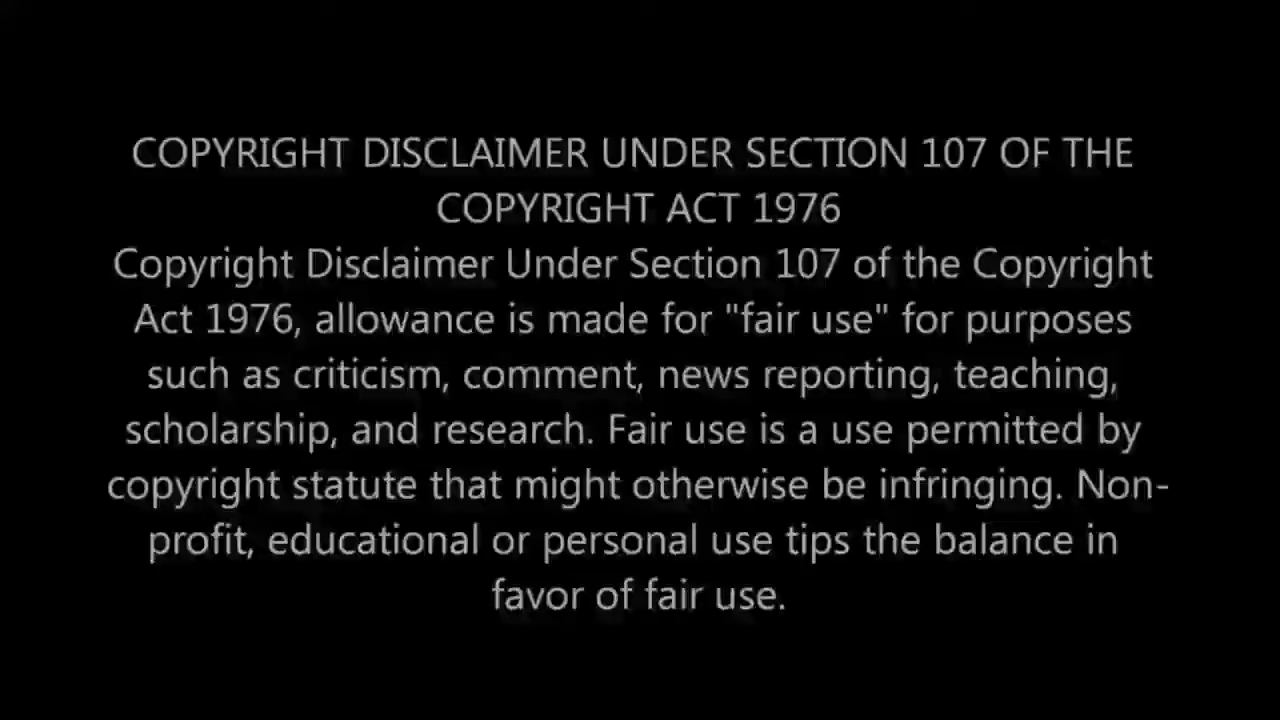 COPYRIGHT DISCLAIMER UNDER SECTION 107 OF THE
COPYRIGHT ACT 1976
Copyright Disclaimer Under Section 107 of the Copyright
Act 1976, allowance is made for "fair use" for purposes
such as criticism, comment, news reporting, teaching,
scholarship, and research. Fair use is a use permitted by
copyright statute that might otherwise be infringing. Non-
profit, educational or personal use tips the balance in
favor of fair use.